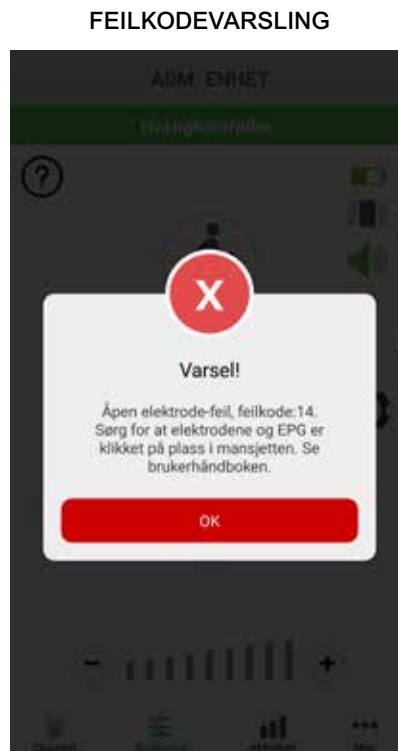 FEILKODEVARSLING
ADM. ENHET
Hurtigkontroller
?
X
Varsel!
Åpen elektrode-feil, feilkode:14.
Sørg for at elektrodene og EPG er
klikket på plass i mansjetten. Se
brukerhåndboken.
OK
- +